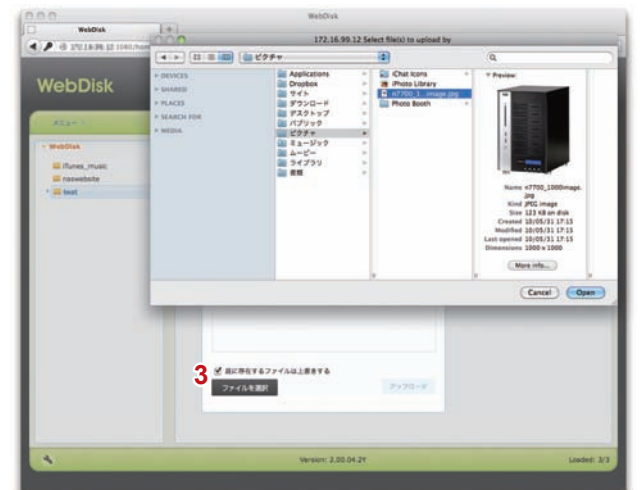 WebDisk
WebDisk
172.16.99.12 Select file(s) to upload by
ピクチャ
WebDisk
メニュー
WebDisk
itunes_music
naswebsite
test
DEVICES
SHARED
PLACES
SEARCH FOR
MEDIA
Applications
Dropbox
サイト
ダウンロード
デスクトップ
パブリック
ピクチャ
ミュージック
ムービー
ライブラリ
書類
iChat Icons
iPhoto Library
n7700_1...image.jpg
Photo Booth
Preview:
Name n7700_1000image.
jpg
Kind JPEG image
Size 123 KB on disk
Created 10/05/31 17:15
Modified 10/05/31 17:15
Last opened 10/05/31 17:15
Dimensions 1000 x 1000
More info...
Cancel
Open
3
既に存在するファイルは上書きする
ファイルを選択
アップロード
Version: 2.00.04.2Y
Loaded: 3/3